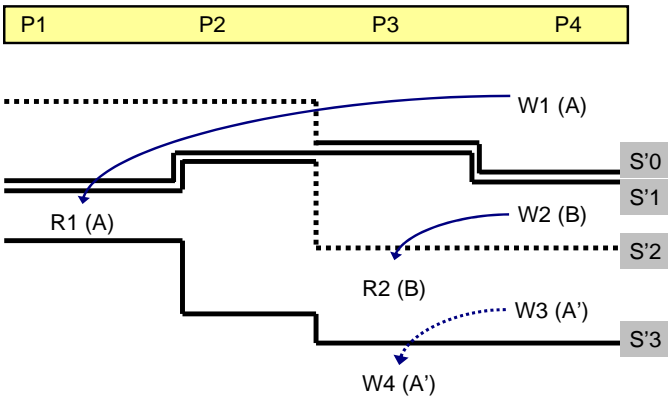 P1 P2 P3 P4
W1 (A)
S'0
S'1
R1 (A)
W2 (B)
S'2
R2 (B)
W3 (A')
S'3
W4 (A')